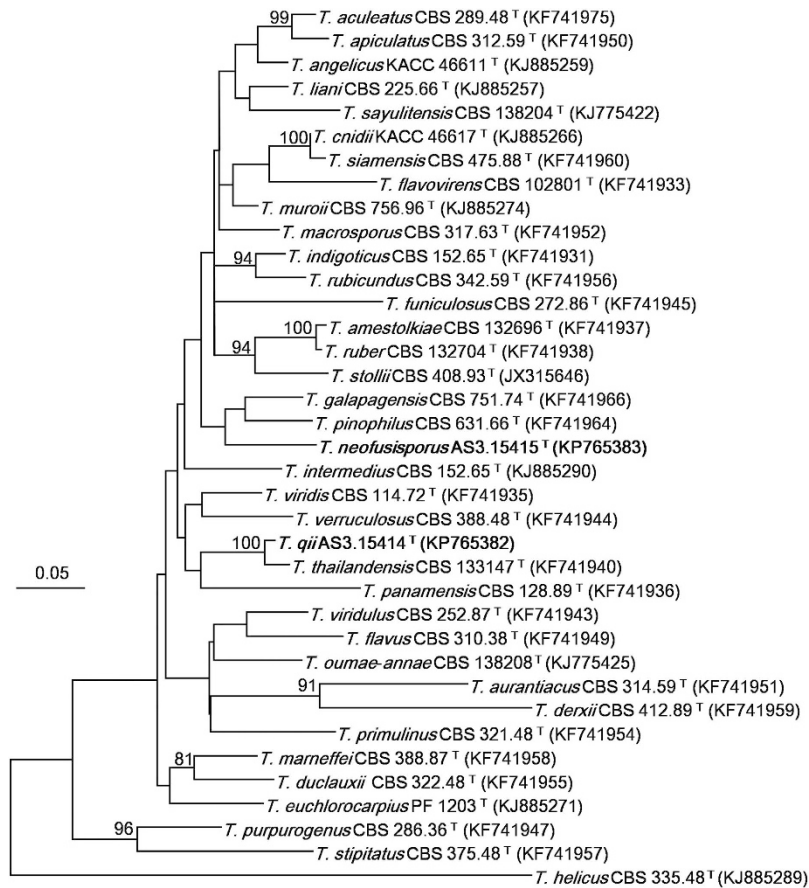 99 T. aculeatus CBS 289.48 T (KF741975)
T. apiculatus CBS 312.59 T (KF741950)
T. angelicus KACC 46611 T (KJ885259)
T. liani CBS 225.66 T (KJ885257)
T. sayulitensis CBS 138204 T (KJ775422)
100 T. cnidii KACC 46617 T (KJ885266)
T. siamensis CBS 475.88 T (KF741960)
T. flavovirens CBS 102801 T (KF741933)
T. muroii CBS 756.96 T (KJ885274)
T. macrosporus CBS 317.63 T (KF741952)
94 T. indigoticus CBS 152.65 T (KF741931)
T. rubicundus CBS 342.59 T (KF741956)
T. funiculosus CBS 272.86 T (KF741945)
100 T. amestolkiae CBS 132696 T (KF741937)
94 T. ruber CBS 132704 T (KF741938)
T. stollii CBS 408.93 T (JX315646)
T. galapagensis CBS 751.74 T (KF741966)
T. pinophilus CBS 631.66 T (KF741964)
T. neofusisporus AS3.15415 T (KP765383)
T. intermedius CBS 152.65 T (KJ885290)
T. viridis CBS 114.72 T (KF741935)
T. verruculosus CBS 388.48 T (KF741944)
100 T. qii AS3.15414 T (KP765382)
0.05 T. thailandensis CBS 133147 T (KF741940)
T. panamensis CBS 128.89 T (KF741936)
T. viridulus CBS 252.87 T (KF741943)
T. flavus CBS 310.38 T (KF741949)
T. oumae-annae CBS 138208 T (KJ775425)
91 T. aurantiacus CBS 314.59 T (KF741951)
T. derxii CBS 412.89 T (KF741959)
T. primulinus CBS 321.48 T (KF741954)
81 T. marneffei CBS 388.87 T (KF741958)
T. duclauxii CBS 322.48 T (KF741955)
T. euchlorocarpius PF 1203 T (KJ885271)
96 T. purpurogenus CBS 286.36 T (KF741947)
T. stipitatus CBS 375.48 T (KF741957)
T. helicus CBS 335.48 T (KJ885289)